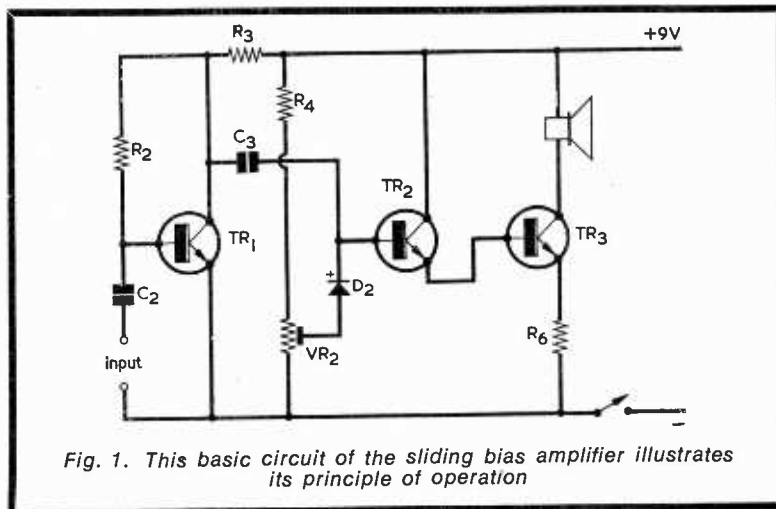 R3
+9V
R4
R2
C3
TR2
TR1
TR3
D2
C2
+
VR2
R6
input
−
Fig. 1. This basic circuit of the sliding bias amplifier illustrates
its principle of operation